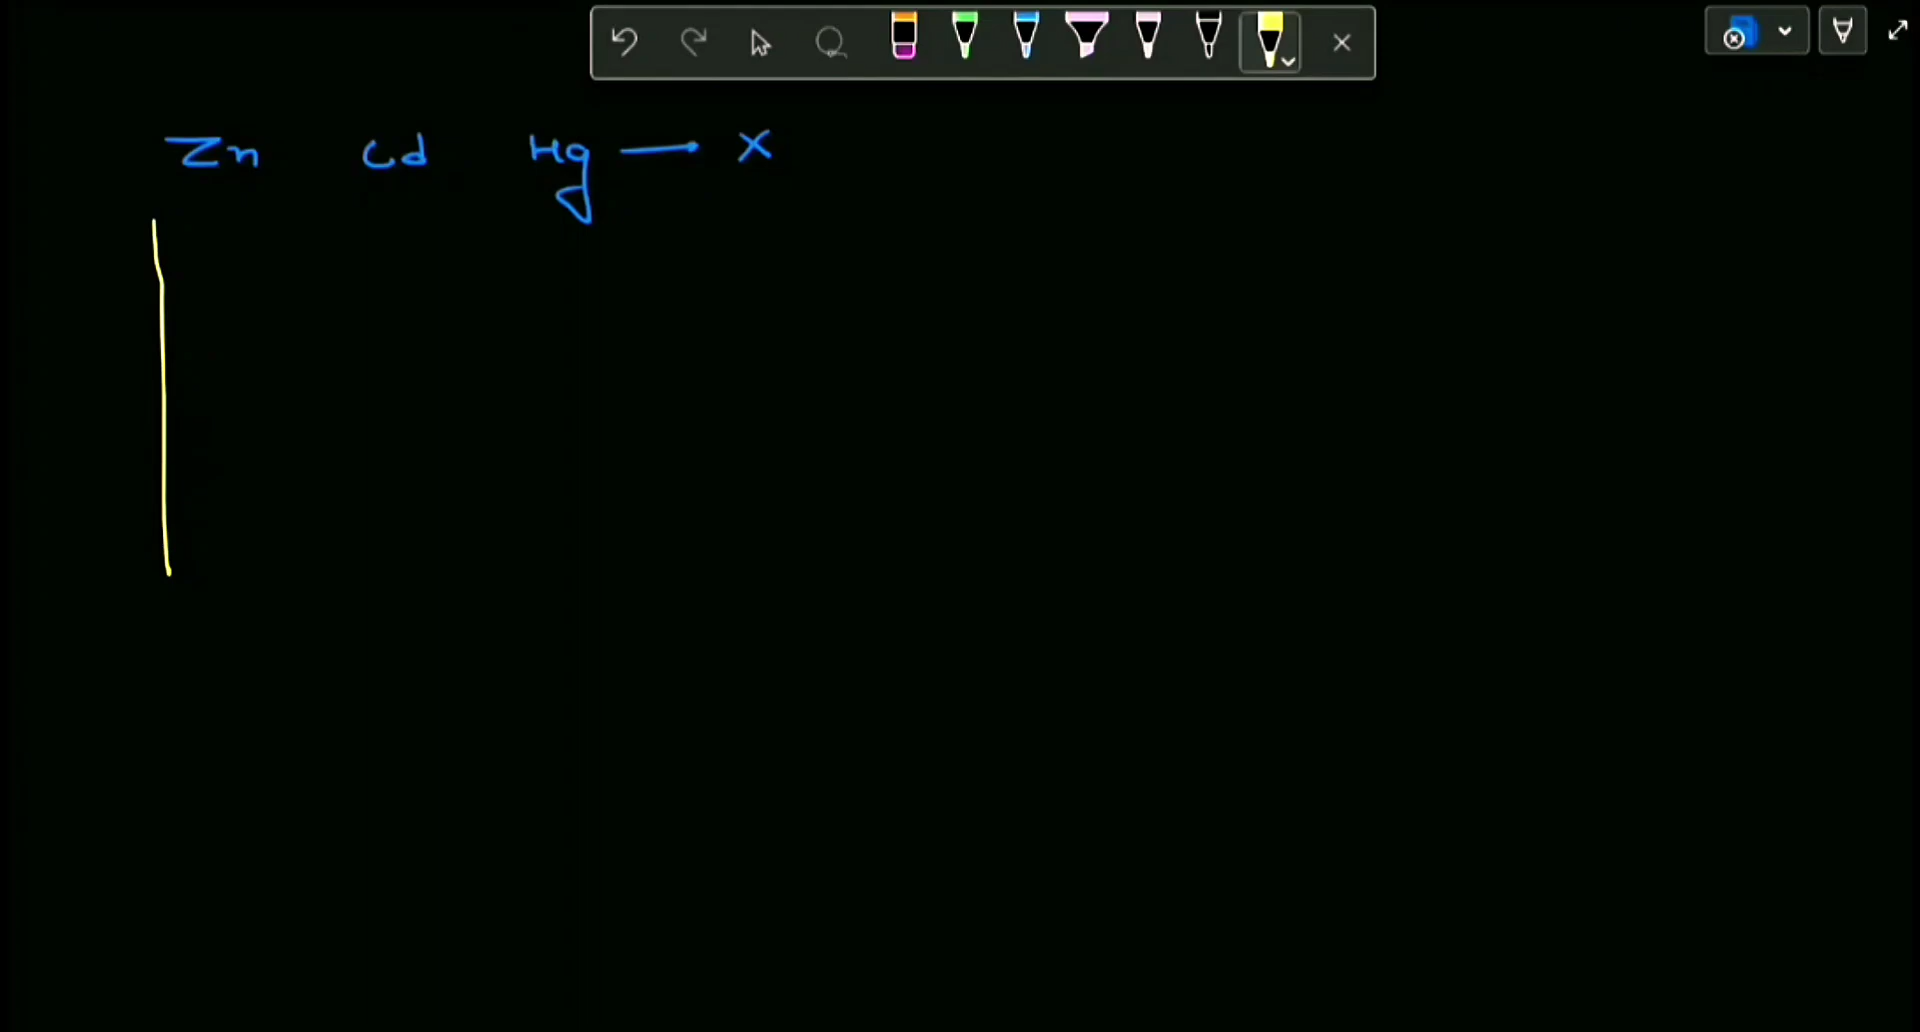 Zn Cd Hg → X